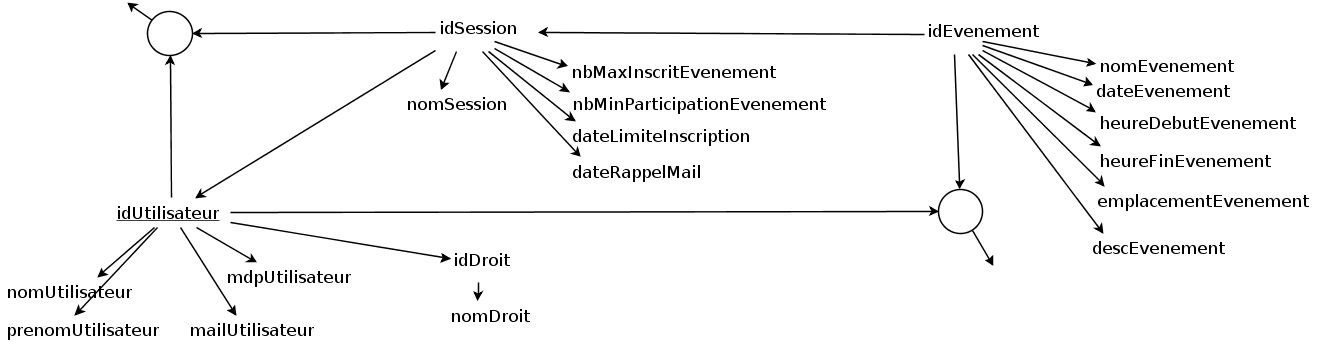 idSession
idEvenement
nbMaxInscritEvenement
nomEvenement
dateEvenement
nomSession
nbMinParticipationEvenement
heureDebutEvenement
dateLimiteInscription
heureFinEvenement
dateRappelMail
emplacementEvenement
idUtilisateur
descEvenement
idDroit
mdpUtilisateur
nomUtilisateur
nomDroit
prenomUtilisateur
mailUtilisateur